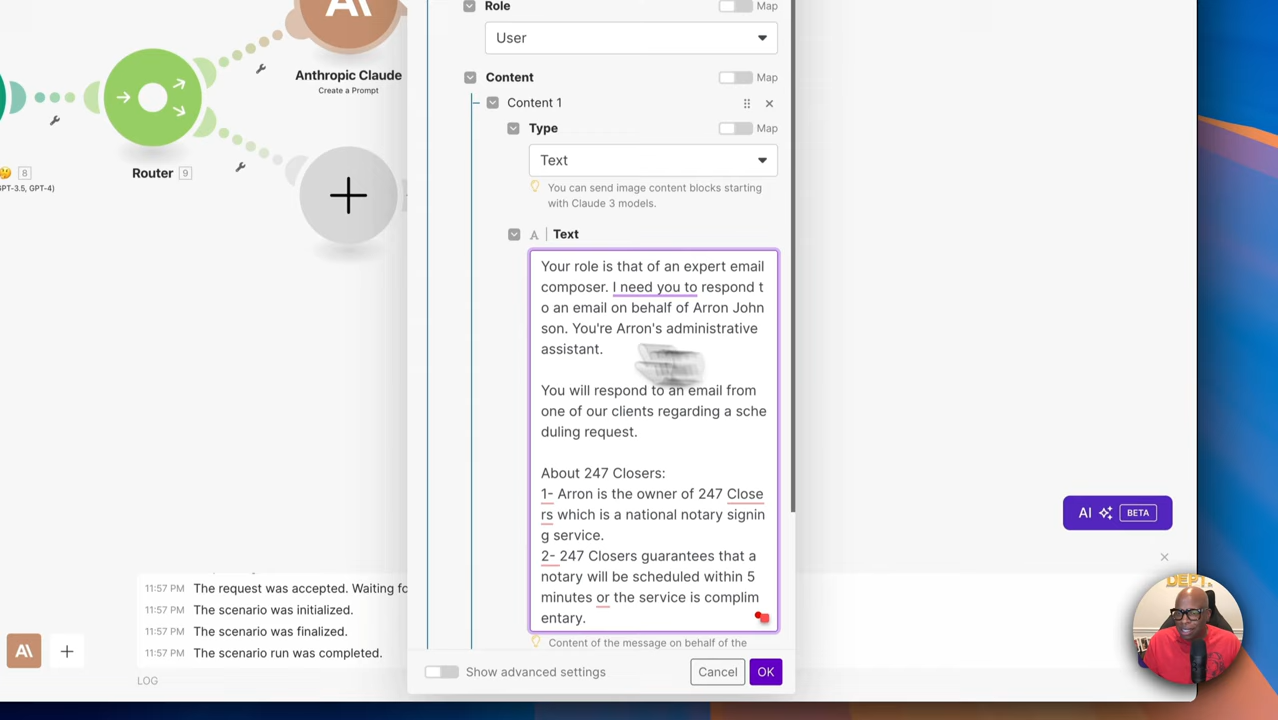 Role
Map
User
Content
Map
Content 1
Type
Map
Text
You can send image content blocks starting
with Claude 3 models.
A
Text
Your role is that of an expert email
composer. I need you to respond t
o an email on behalf of Arron John
son. You're Arron's administrative
assistant.
You will respond to an email from
one of our clients regarding a sche
duling request.
About 247 Closers:
1- Arron is the owner of 247 Close
rs which is a national notary signin
g service.
2- 247 Closers guarantees that a
notary will be scheduled within 5
minutes or the service is complim
entary.
Content of the message on behalf of the
Show advanced settings
Cancel
OK
A\
Anthropic Claude
Create a Prompt
Router 9
8
GPT-3.5, GPT-4)
AI BETA
11:57 PM The request was accepted. Waiting fo
11:57 PM The scenario was initialized.
11:57 PM The scenario was finalized.
11:57 PM The scenario run was completed.
LOG
A\
DEPT